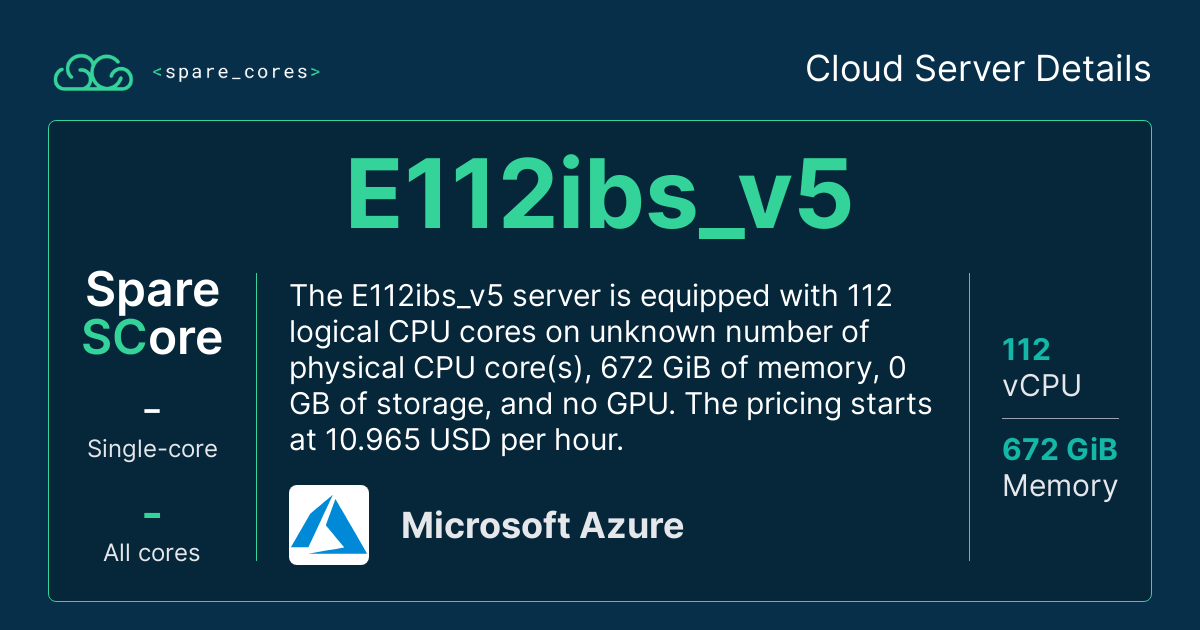 <spare_cores>
Cloud Server Details
E112ibs_v5
Spare
SCore
–
Single-core
–
All cores
The E112ibs_v5 server is equipped with 112
logical CPU cores on unknown number of
physical CPU core(s), 672 GiB of memory, 0
GB of storage, and no GPU. The pricing starts
at 10.965 USD per hour.
Microsoft Azure
112
vCPU
672 GiB
Memory